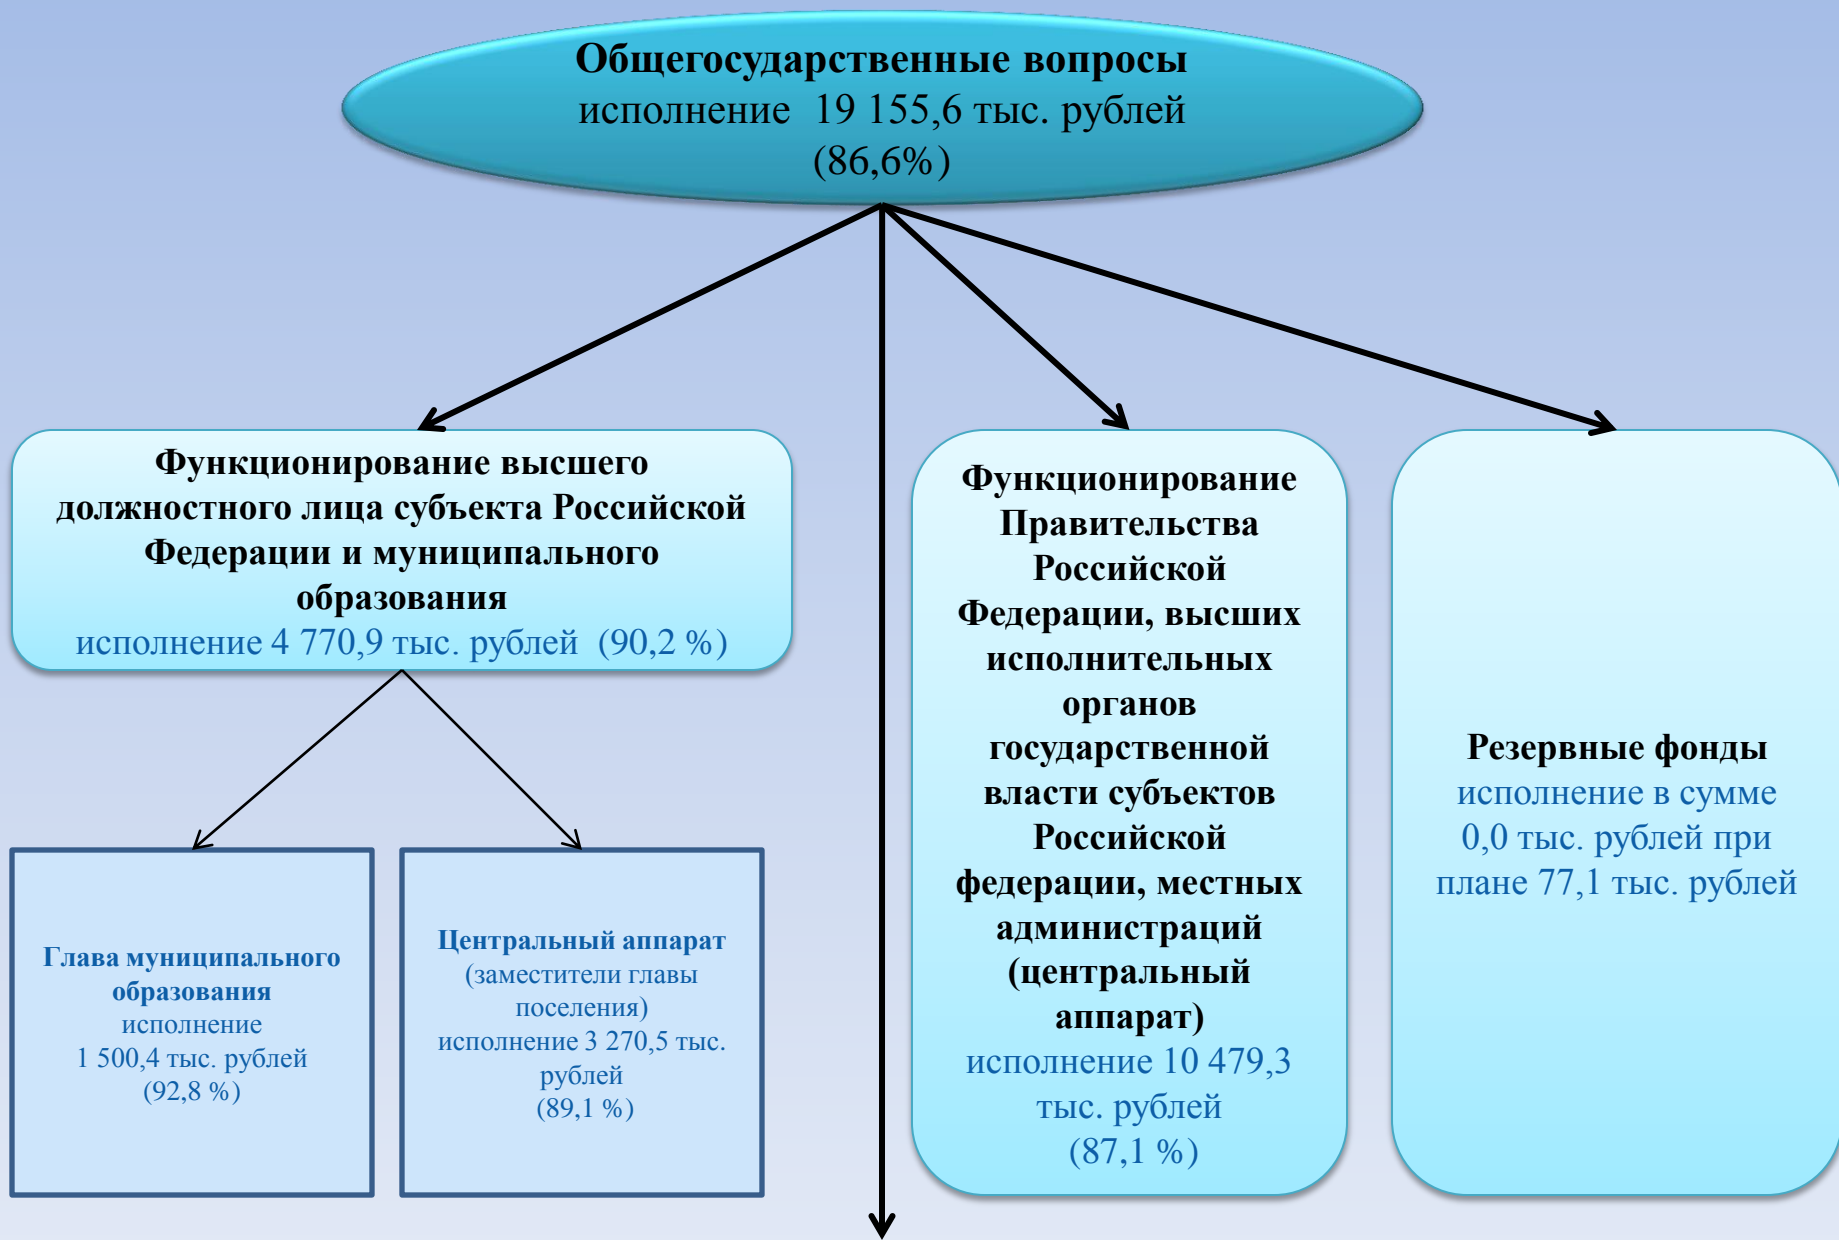 Общегосударственные вопросы
исполнение 19 155,6 тыс. рублей
(86,6%)
Функционирование высшего
должностного лица субъекта Российской
Федерации и муниципального
образования
исполнение 4 770,9 тыс. рублей (90,2 %)
Глава муниципального
образования
исполнение
1 500,4 тыс. рублей
(92,8 %)
Центральный аппарат
(заместители главы
поселения)
исполнение 3 270,5 тыс.
рублей
(89,1 %)
Функционирование
Правительства
Российской
Федерации, высших
исполнительных
органов
государственной
власти субъектов
Российской
федерации, местных
администраций
(центральный
аппарат)
исполнение 10 479,3
тыс. рублей
(87,1 %)
Резервные фонды
исполнение в сумме
0,0 тыс. рублей при
плане 77,1 тыс. рублей